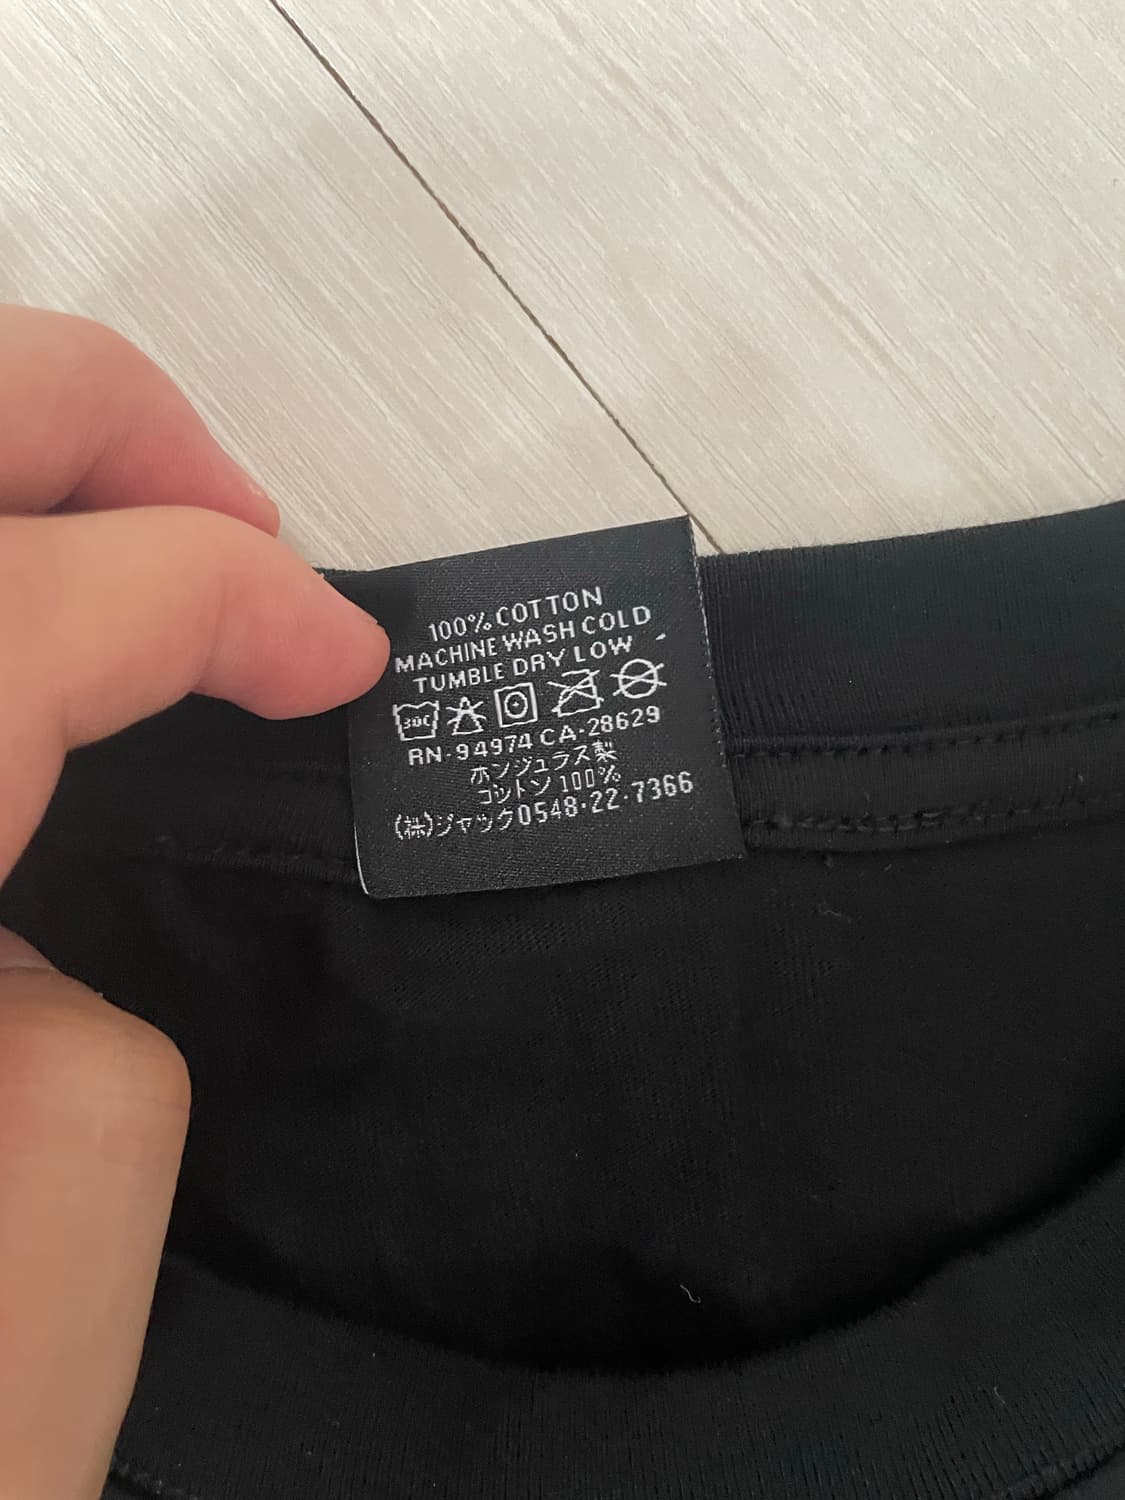 100% COTTON
MACHINE WASH COLD
TUMBLE DRY LOW
30C
RN-94974 CA-28629
ホンジュラス製
コットン 100%
(株)ジャック0548-22-7366